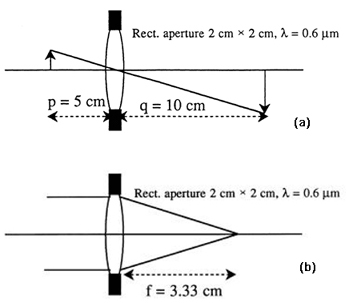 Rect. aperture 2 cm × 2 cm, λ = 0.6 μm
p = 5 cm
q = 10 cm
(a)
Rect. aperture 2 cm × 2 cm, λ = 0.6 μm
(b)
f = 3.33 cm